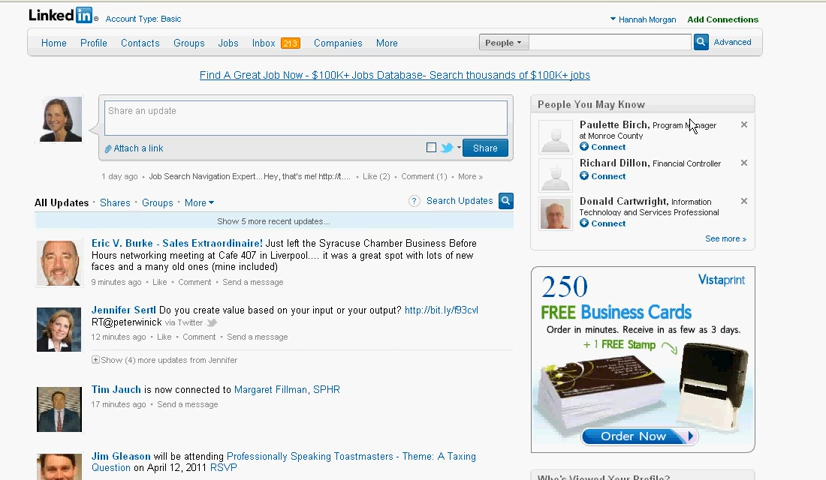 Linked in® Account Type: Basic
Hannah Morgan Add Connections
Home Profile Contacts Groups Jobs Inbox 213 Companies More
People Advanced
Find A Great Job Now - $100K+ Jobs Database- Search thousands of $100K+ jobs
Share an update
Attach a link Share
1 day ago • Job Search Navigation Expert... Hey, that's me! http://t.... • Like (2) • Comment (1) • More »
All Updates · Shares · Groups · More
? Search Updates
Show 5 more recent updates...
Eric V. Burke - Sales Extraordinaire! Just left the Syracuse Chamber Business Before
Hours networking meeting at Cafe 407 in Liverpool.... it was a great spot with lots of new
faces and a many old ones (mine included)
9 minutes ago • Like • Comment • Send a message
Jennifer Sertl Do you create value based on your input or your output? http://bit.ly/f93cvl
RT@peterwinick via Twitter
12 minutes ago • Like • Comment • Send a message
Show (4) more updates from Jennifer
Tim Jauch is now connected to Margaret Fillman, SPHR
17 minutes ago • Send a message
Jim Gleason will be attending Professionally Speaking Toastmasters - Theme: A Taxing
Question on April 12, 2011 RSVP
People You May Know
Paulette Birch, Program Manager
at Monroe County
Connect
Richard Dillon, Financial Controller
Connect
Donald Cartwright, Information
Technology and Services Professional
Connect
See more »
250 Vistaprint
FREE Business Cards
Order in minutes. Receive in as few as 3 days.
+ 1 FREE Stamp
Order Now
Who's Viewed Your Profile?